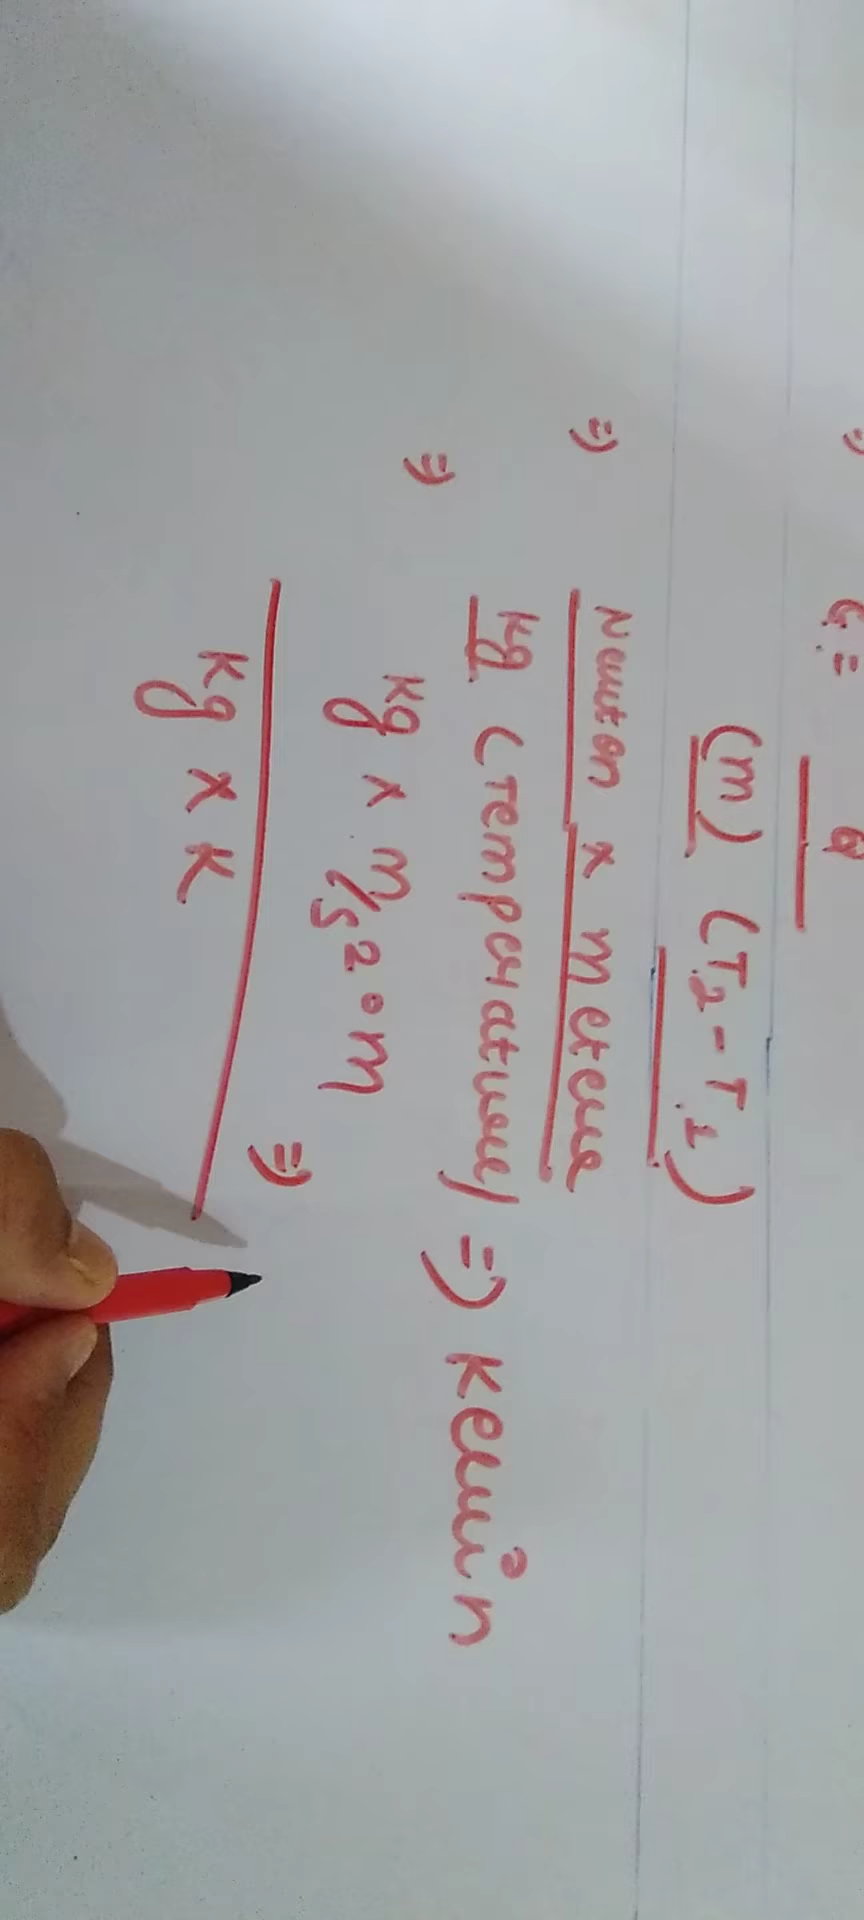 ⇒ G = Q
(m) (T2 - T1)
⇒ Newton x metere
kg (Temperature) ⇒ Kelvin
⇒ kg x m/s2 • m
kg x K ⇒